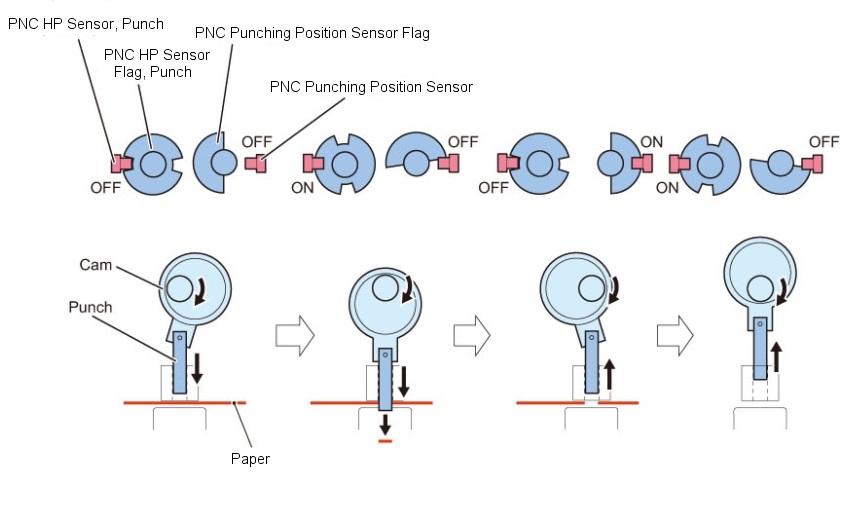 PNC HP Sensor, Punch
PNC Punching Position Sensor Flag
PNC HP Sensor
Flag, Punch
PNC Punching Position Sensor
OFF
OFF
ON
OFF
OFF
ON
ON
OFF
Cam
Punch
Paper